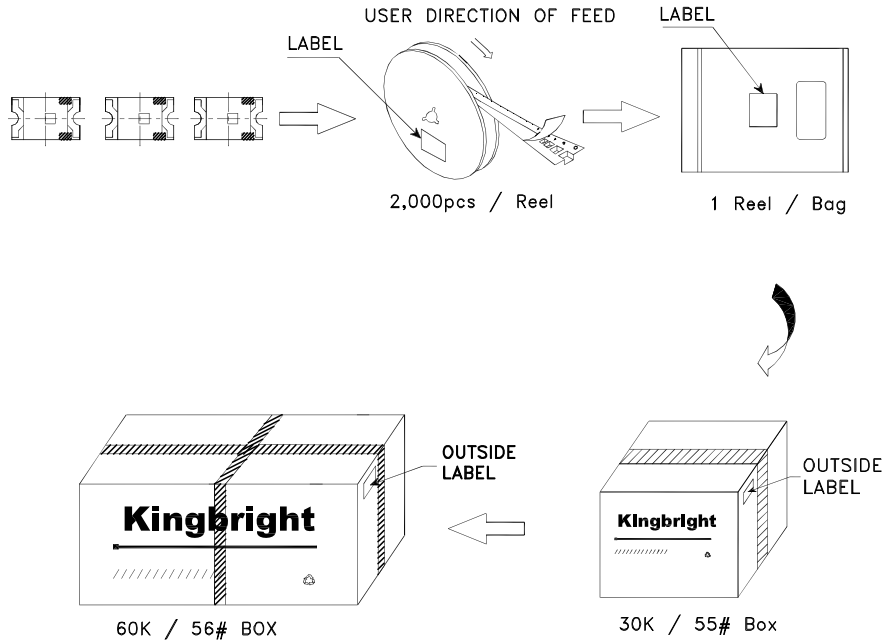 USER DIRECTION OF FEED
LABEL
LABEL
2,000pcs / Reel
1 Reel / Bag
OUTSIDE
LABEL
Kingbright
60K / 56# BOX
OUTSIDE
LABEL
Kingbright
30K / 55# Box